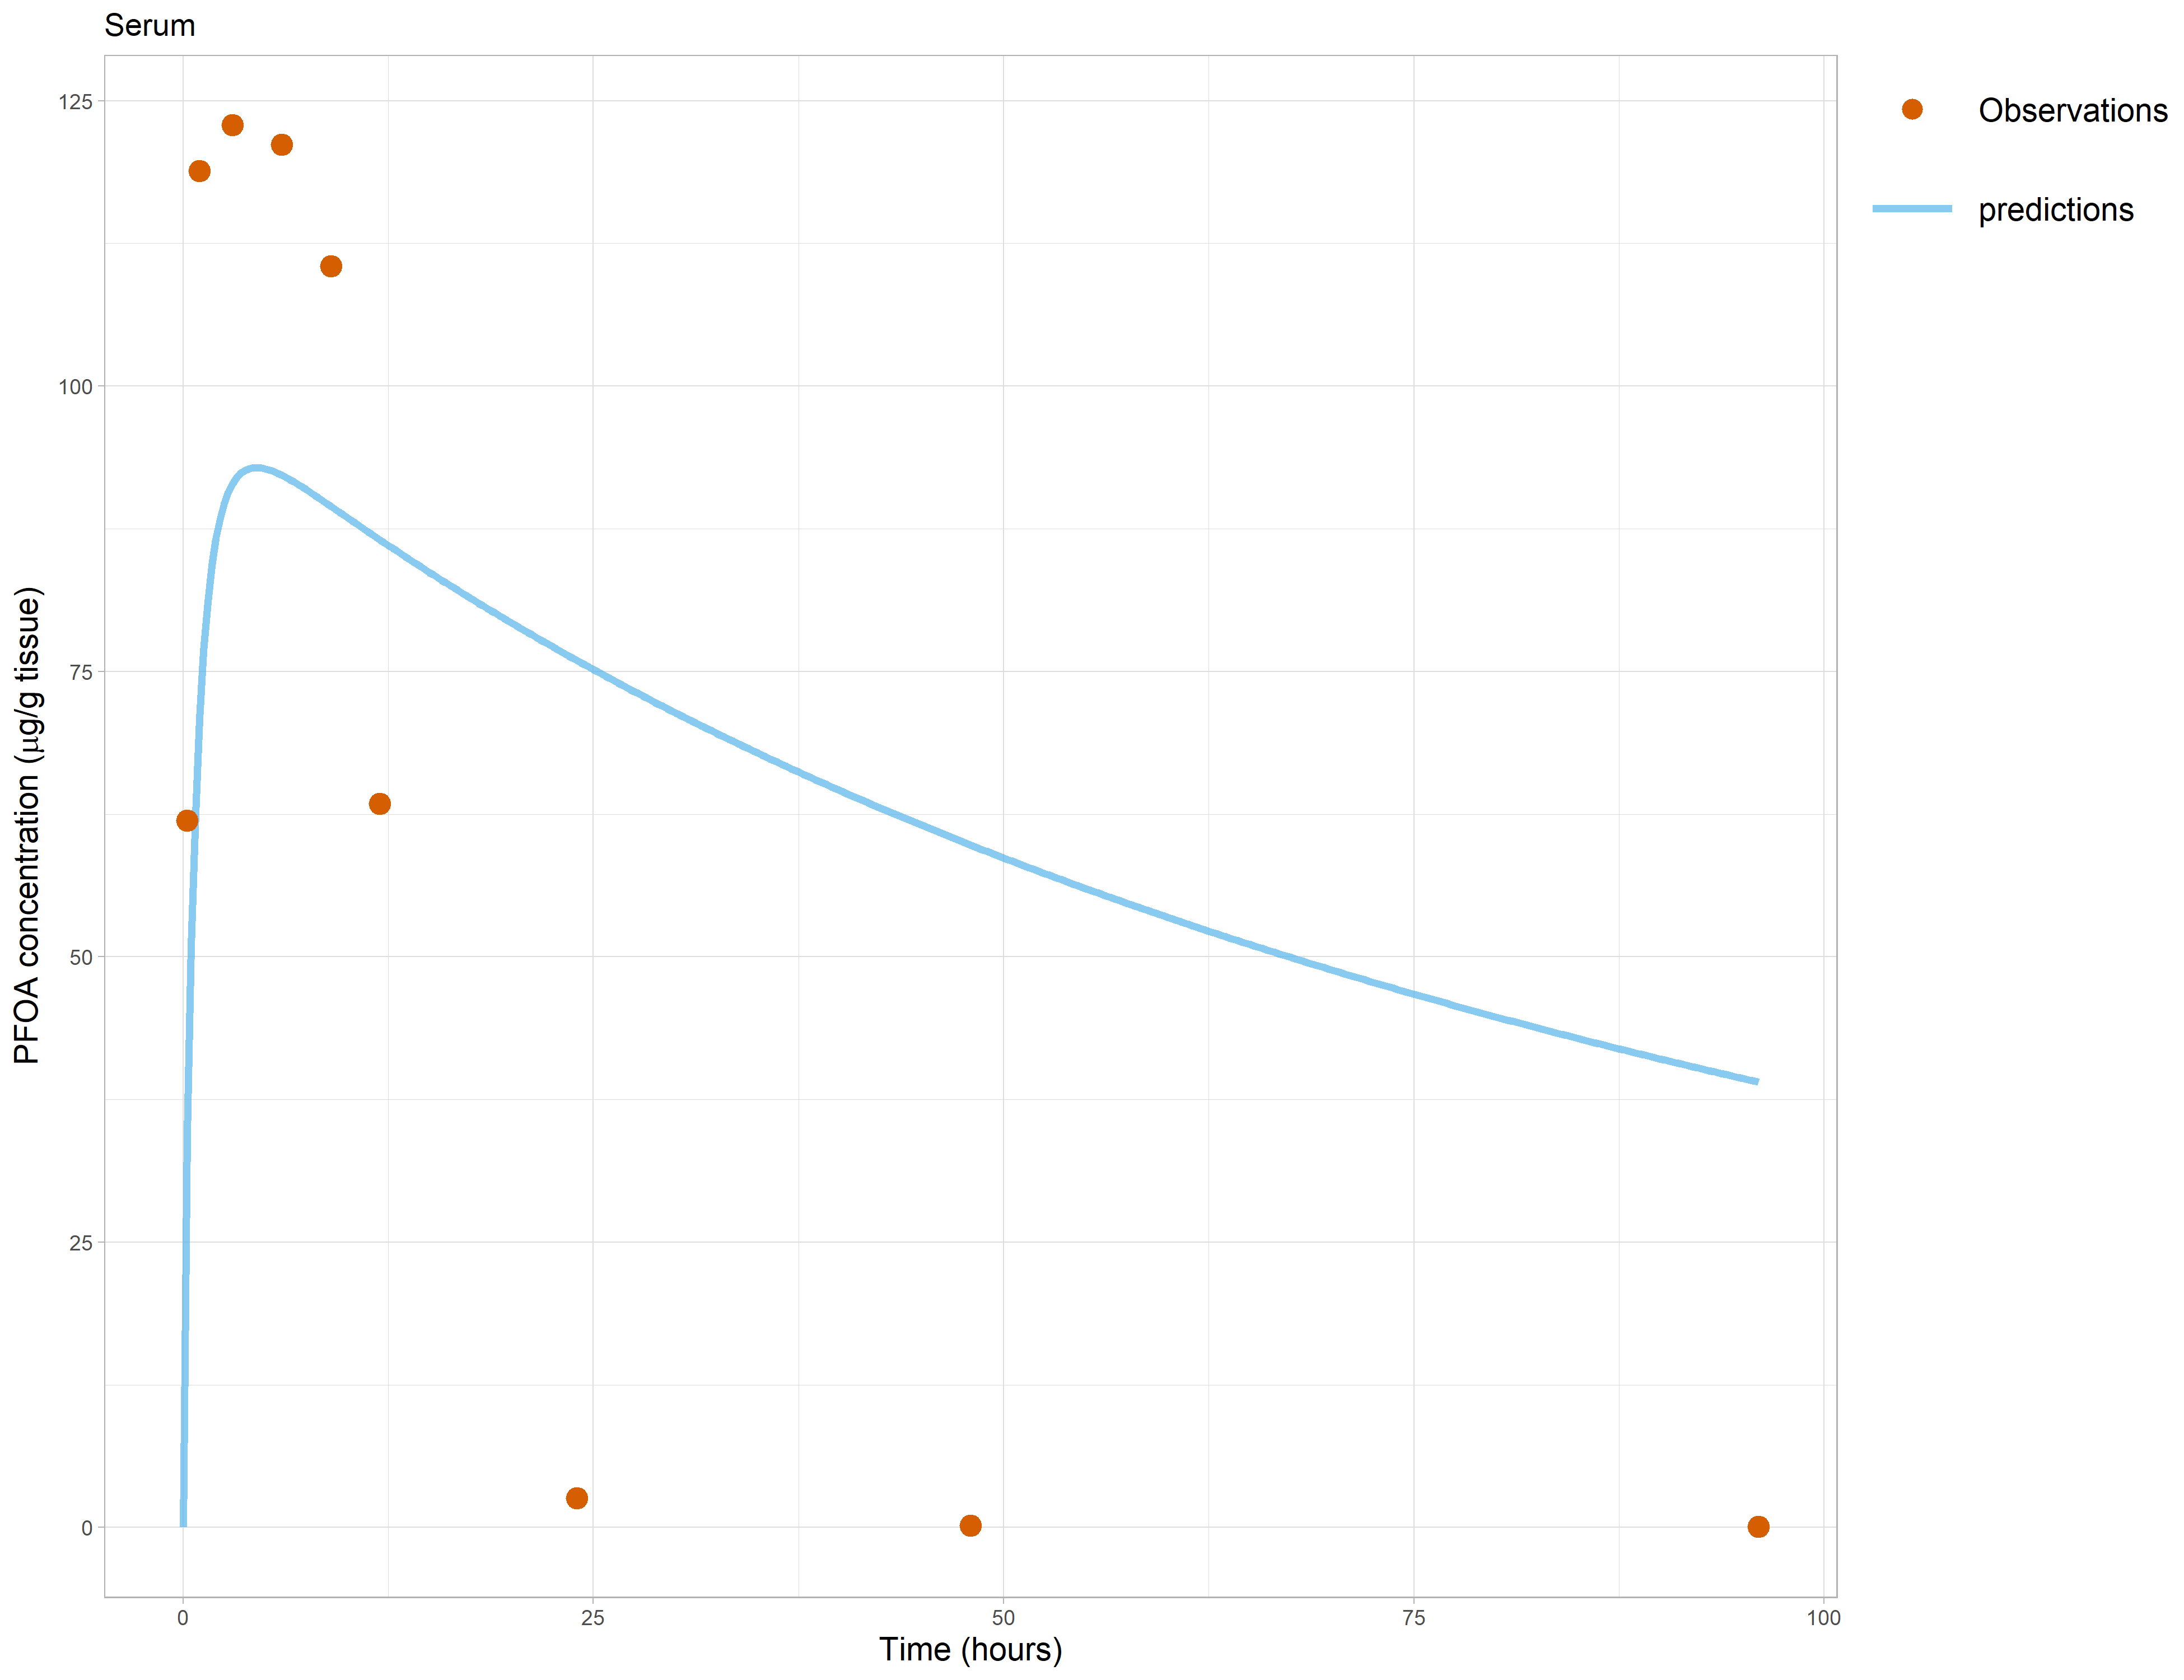 Serum
125
100
75
50
25
0
PFOA concentration (μg/g tissue)
0 25 50 75 100
Time (hours)
Observations
predictions